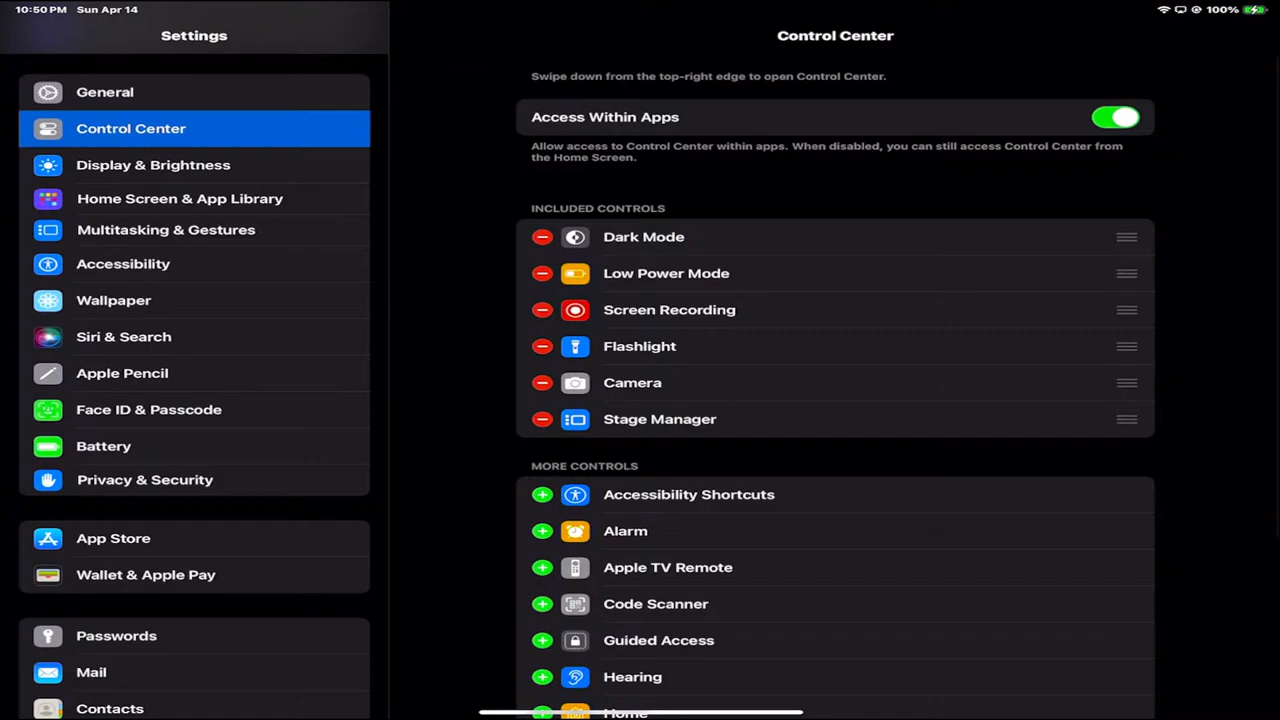 10:50 PM Sun Apr 14
100%
Settings
General
Control Center
Display & Brightness
Home Screen & App Library
Multitasking & Gestures
Accessibility
Wallpaper
Siri & Search
Apple Pencil
Face ID & Passcode
Battery
Privacy & Security
App Store
Wallet & Apple Pay
Passwords
Mail
Contacts
Control Center
Swipe down from the top-right edge to open Control Center.
Access Within Apps
Allow access to Control Center within apps. When disabled, you can still access Control Center from
the Home Screen.
INCLUDED CONTROLS
Dark Mode
Low Power Mode
Screen Recording
Flashlight
Camera
Stage Manager
MORE CONTROLS
Accessibility Shortcuts
Alarm
Apple TV Remote
Code Scanner
Guided Access
Hearing
Home